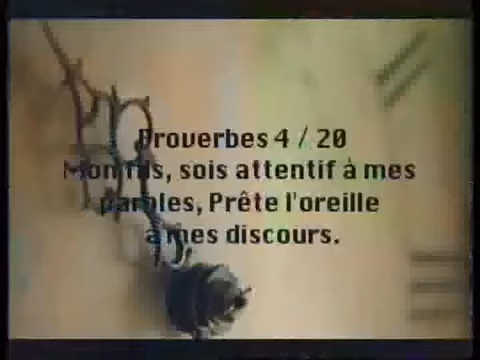 Proverbes 4 / 20
Mon fils, sois attentif à mes
paroles, Prête l'oreille
à mes discours.